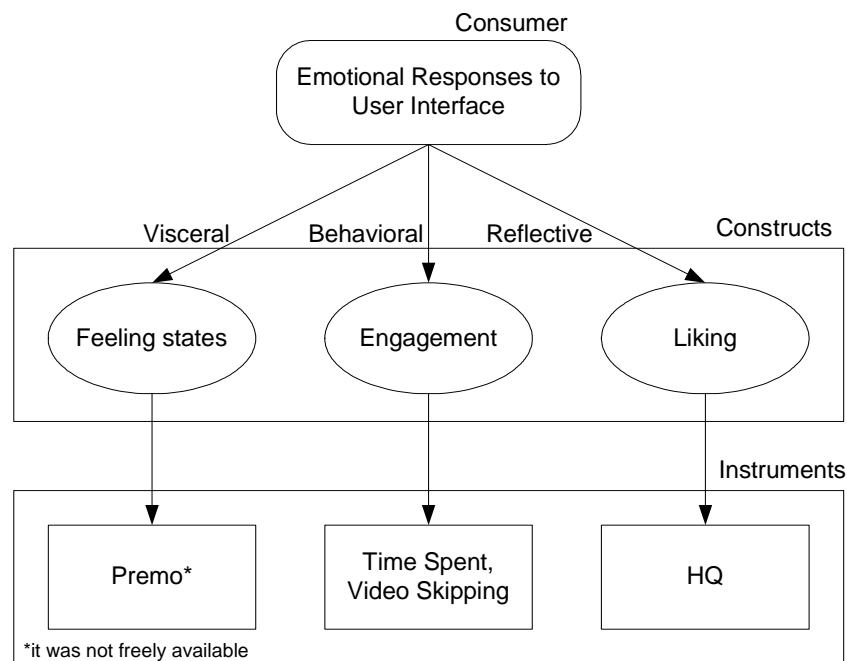 Consumer
Emotional Responses to
User Interface
Visceral
Behavioral
Reflective
Constructs
Feeling states
Engagement
Liking
Instruments
Premo*
Time Spent,
Video Skipping
HQ
*it was not freely available